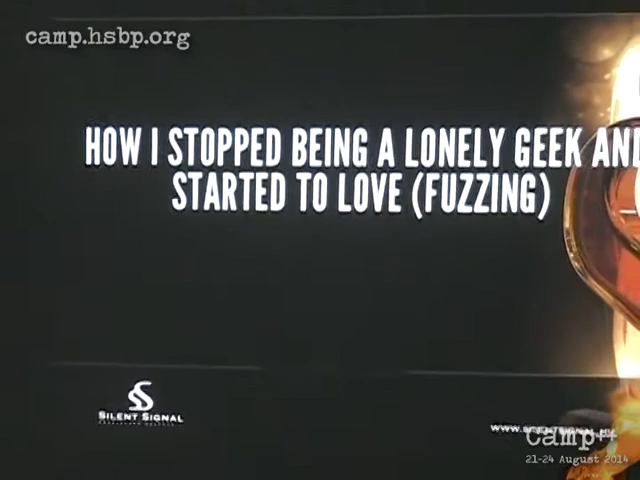 camp.hsbp.org
HOW I STOPPED BEING A LONELY GEEK AND
STARTED TO LOVE (FUZZING)
SILENT SIGNAL
Camp++
21-24 August 2014